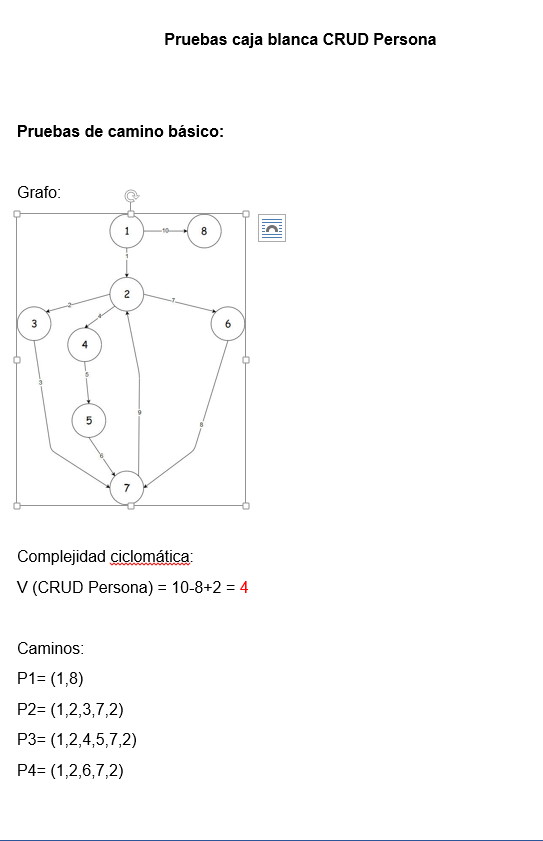 Pruebas caja blanca CRUD Persona
Pruebas de camino básico:
Grafo:
1
10
8
1
2
2
4
7
3
4
6
3
5
9
5
8
6
7
Complejidad ciclomática:
V (CRUD Persona) = 10-8+2 = 4
Caminos:
P1= (1,8)
P2= (1,2,3,7,2)
P3= (1,2,4,5,7,2)
P4= (1,2,6,7,2)